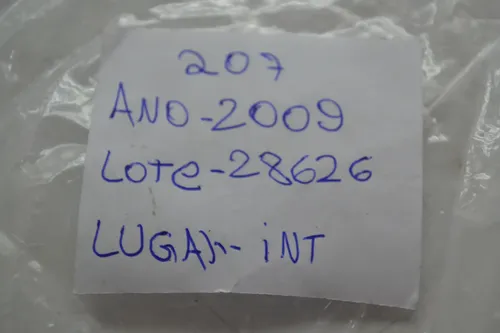 207
ANO-2009
Lote-28626
LUGAR- iNT